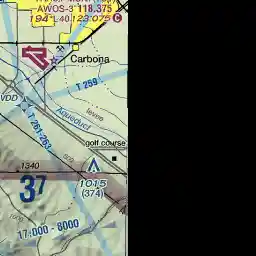 AWOS-3 118.375
194 *L 40 123.075 C
Carbona
T 259
VDD
Aqueduct
levee
T 261-263
golf course
1340
37
1015
(374)
17,000 - 8000